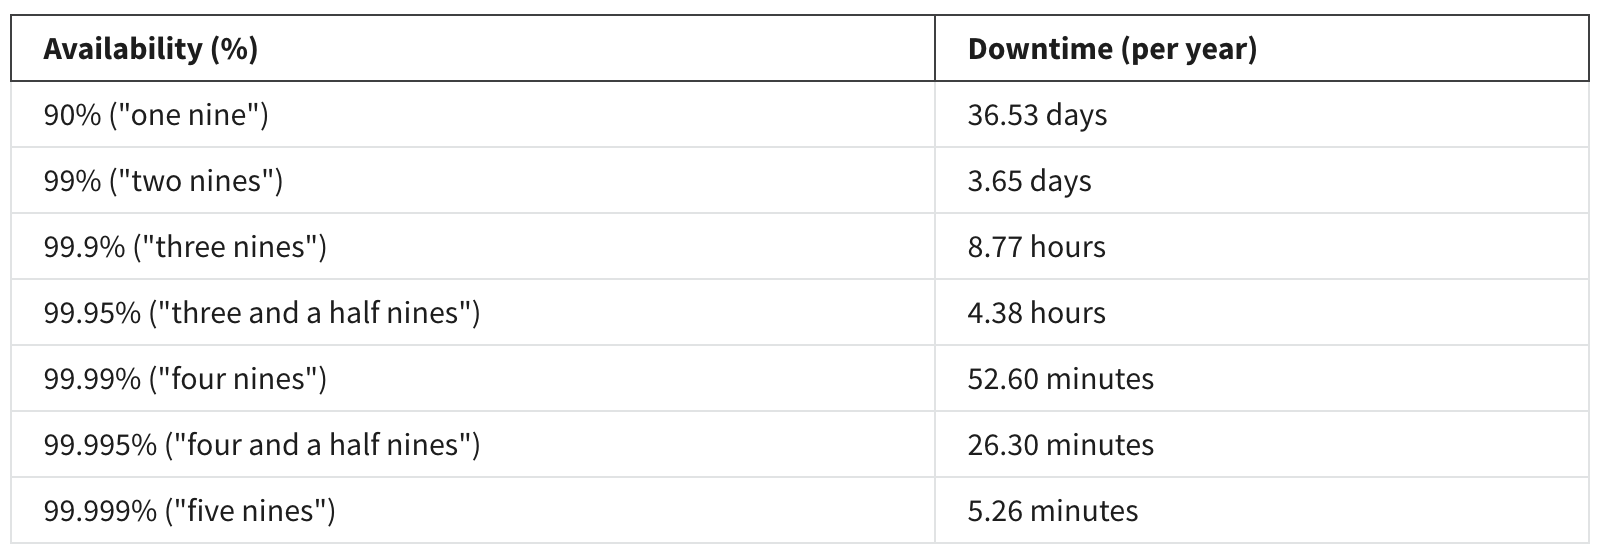 Availability (%) Downtime (per year)
90% ("one nine") 36.53 days
99% ("two nines") 3.65 days
99.9% ("three nines") 8.77 hours
99.95% ("three and a half nines") 4.38 hours
99.99% ("four nines") 52.60 minutes
99.995% ("four and a half nines") 26.30 minutes
99.999% ("five nines") 5.26 minutes